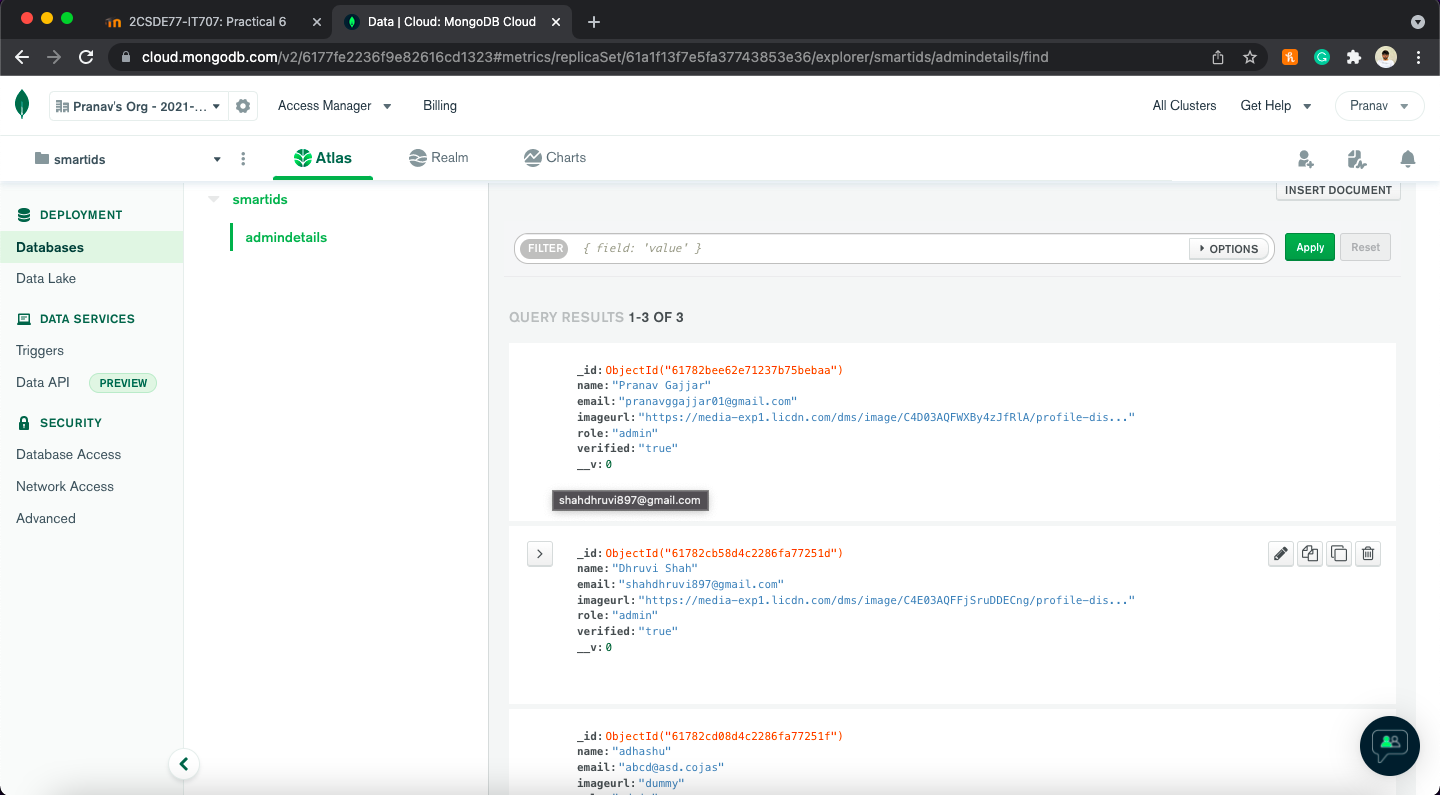 2CSDE77-IT707: Practical 6
Data | Cloud: MongoDB Cloud
cloud.mongodb.com/v2/6177fe2236f9e82616cd1323#metrics/replicaSet/61a1f13f7e5fa37743853e36/explorer/smartids/admindetails/find
Pranav's Org - 2021-...
Access Manager
Billing
All Clusters
Get Help
Pranav
smartids
Atlas
Realm
Charts
DEPLOYMENT
Databases
Data Lake
DATA SERVICES
Triggers
Data API PREVIEW
SECURITY
Database Access
Network Access
Advanced
smartids
admindetails
INSERT DOCUMENT
FILTER { field: 'value' } OPTIONS Apply Reset
QUERY RESULTS 1-3 OF 3
_id: ObjectId("61782bee62e71237b75bebaa")
name: "Pranav Gajjar"
email: "pranavggajjar01@gmail.com"
imageurl: "https://media-exp1.licdn.com/dms/image/C4D03AQFWXBy4zJfRlA/profile-dis..."
role: "admin"
verified: "true"
__v: 0
shahdhruvi897@gmail.com
_id: ObjectId("61782cb58d4c2286fa77251d")
name: "Dhruvi Shah"
email: "shahdhruvi897@gmail.com"
imageurl: "https://media-exp1.licdn.com/dms/image/C4E03AQFFjSruDDECng/profile-dis..."
role: "admin"
verified: "true"
__v: 0
_id: ObjectId("61782cd08d4c2286fa77251f")
name: "adhashu"
email: "abcd@asd.cojas"
imageurl: "dummy"